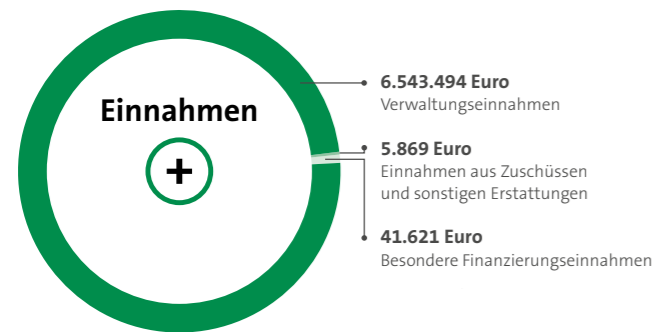 Einnahmen
+
6.543.494 Euro
Verwaltungseinnahmen
5.869 Euro
Einnahmen aus Zuschüssen
und sonstigen Erstattungen
41.621 Euro
Besondere Finanzierungseinnahmen